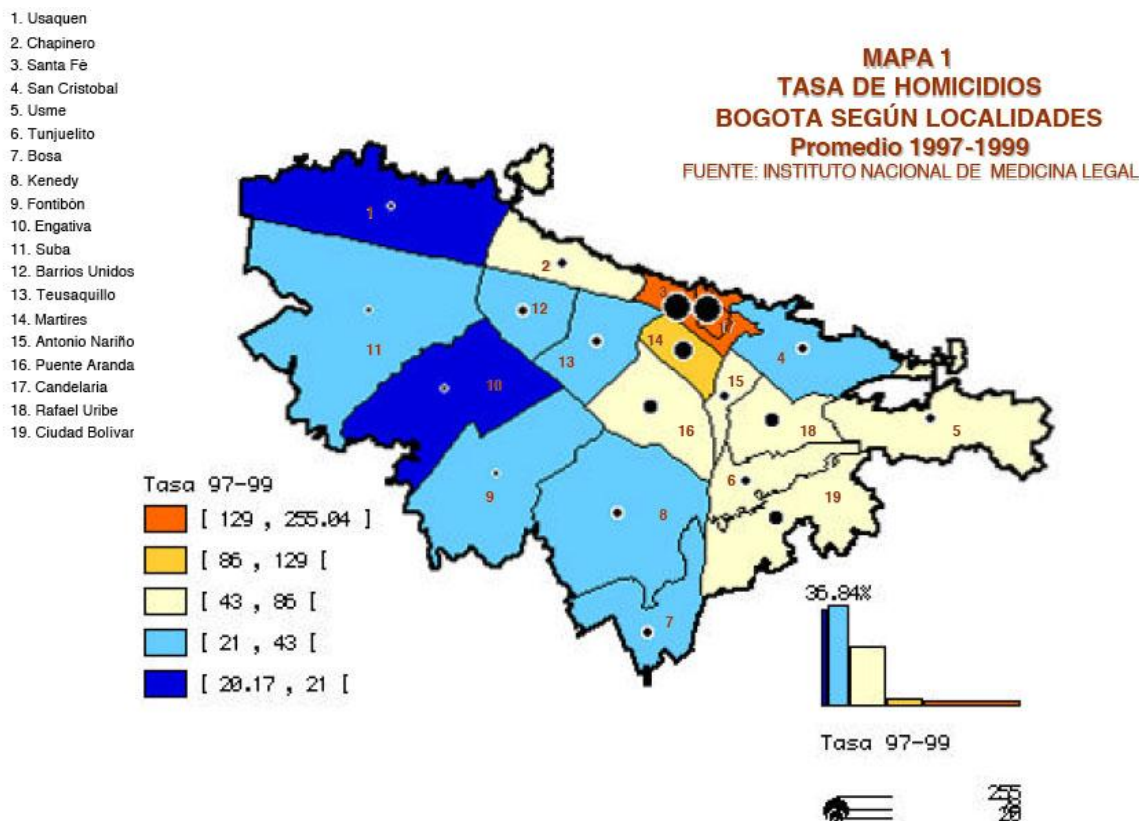 1. Usaquen
2. Chapinero
3. Santa Fè
4. San Cristobal
5. Usme
6. Tunjuelito
7. Bosa
8. Kenedy
9. Fontibón
10. Engativa
11. Suba
12. Barrios Unidos
13. Teusaquillo
14. Martires
15. Antonio Nariño
16. Puente Aranda
17. Candelaria
18. Rafael Uribe
19. Ciudad Bolivar
MAPA 1
TASA DE HOMICIDIOS
BOGOTA SEGÚN LOCALIDADES
Promedio 1997-1999
FUENTE: INSTITUTO NACIONAL DE MEDICINA LEGAL
1
2
3
12
17
14
4
11
13
10
15
16
18
5
6
9
8
19
7
Tasa 97-99
[ 129 , 255.04 ]
[ 86 , 129 [
[ 43 , 86 [
[ 21 , 43 [
[ 20.17 , 21 [
36.84%
Tasa 97-99